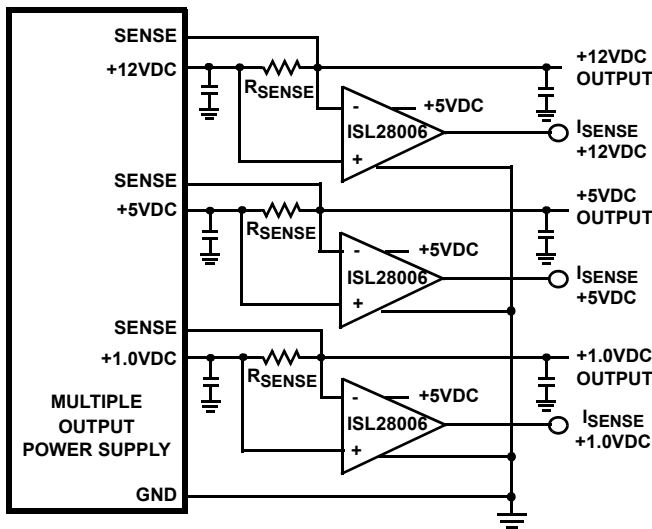 SENSE
+12VDC
RSENSE
+12VDC
OUTPUT
-
+5VDC
ISL28006
+
ISENSE
+12VDC
SENSE
+5VDC
RSENSE
+5VDC
OUTPUT
-
+5VDC
ISL28006
+
ISENSE
+5VDC
SENSE
+1.0VDC
RSENSE
+1.0VDC
OUTPUT
-
+5VDC
ISL28006
+
ISENSE
+1.0VDC
MULTIPLE
OUTPUT
POWER SUPPLY
GND